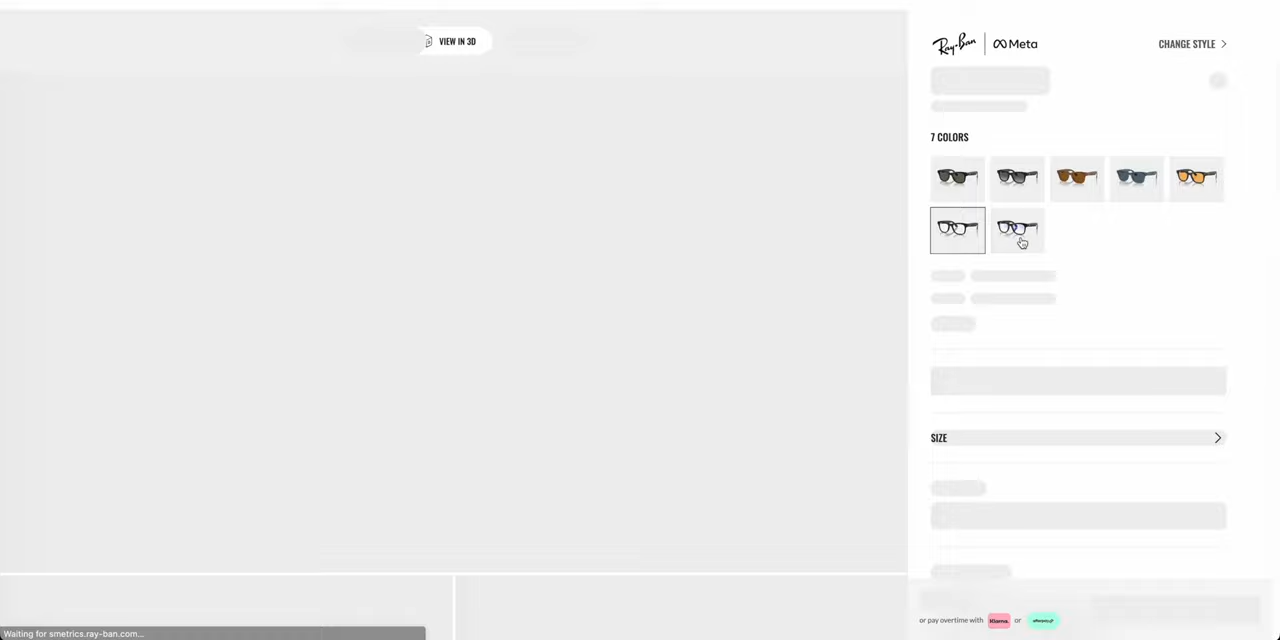 VIEW IN 3D
Ray-Ban | Meta
CHANGE STYLE
7 COLORS
SIZE
or pay overtime with Klarna. or afterpay
Waiting for smetrics.ray-ban.com...